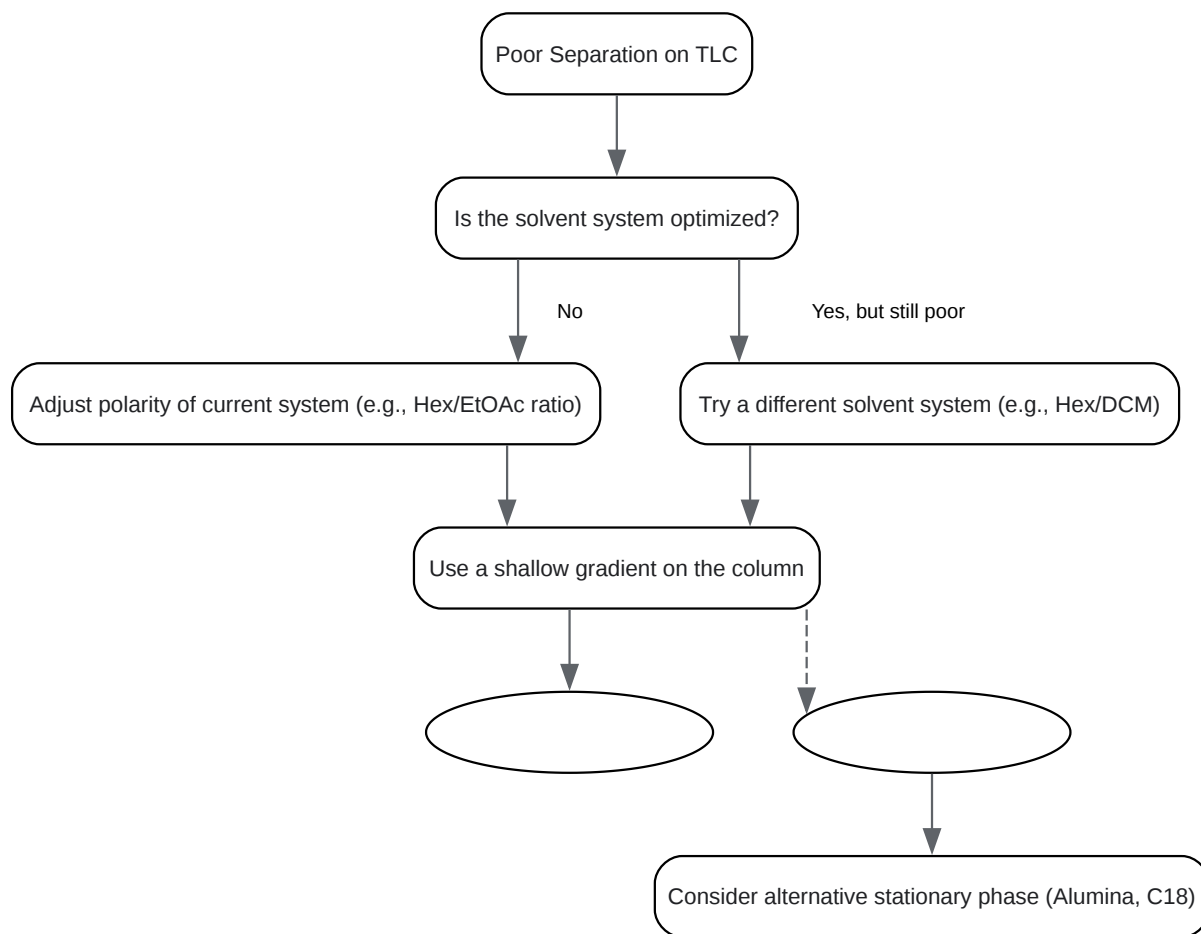 Poor Separation on TLC
Is the solvent system optimized?
No
Yes, but still poor
Adjust polarity of current system (e.g., Hex/EtOAc ratio)
Try a different solvent system (e.g., Hex/DCM)
Use a shallow gradient on the column
Consider alternative stationary phase (Alumina, C18)